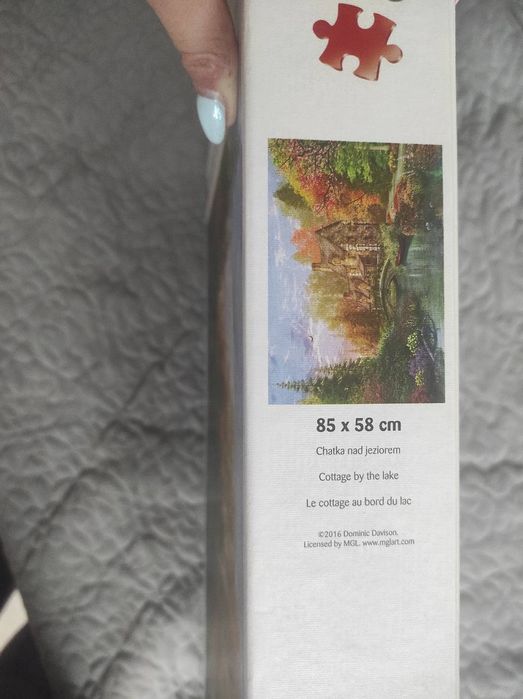 85 x 58 cm
Chatka nad jeziorem
Cottage by the lake
Le cottage au bord du lac
©2016 Dominic Davison.
Licensed by MGL. www.mglart.com